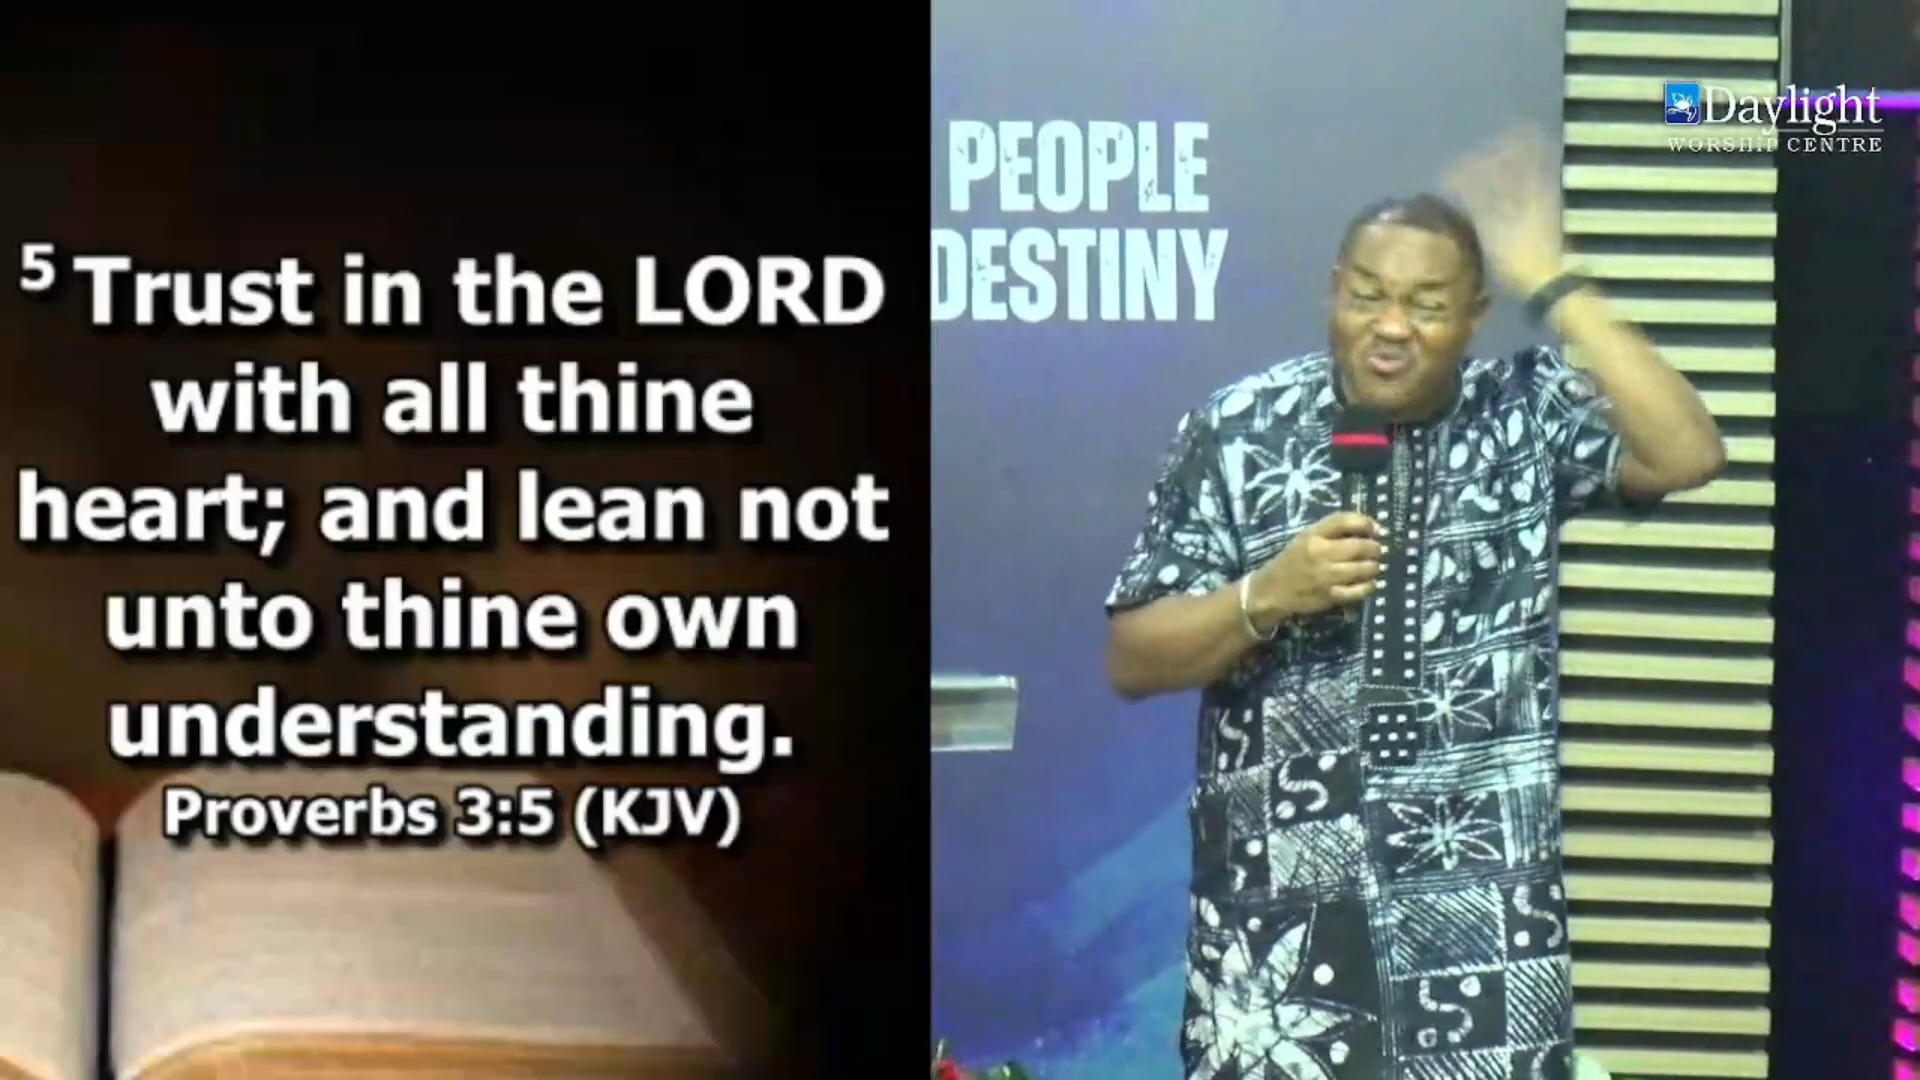 5 Trust in the LORD
with all thine
heart; and lean not
unto thine own
understanding.
Proverbs 3:5 (KJV)
PEOPLE
DESTINY
Daylight
WORSHIP CENTRE